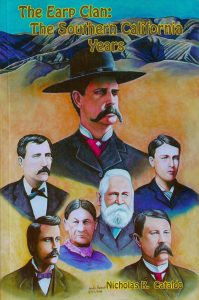 The Earp Clan:
The Southern California
Years
Nicholas R. Cataldo